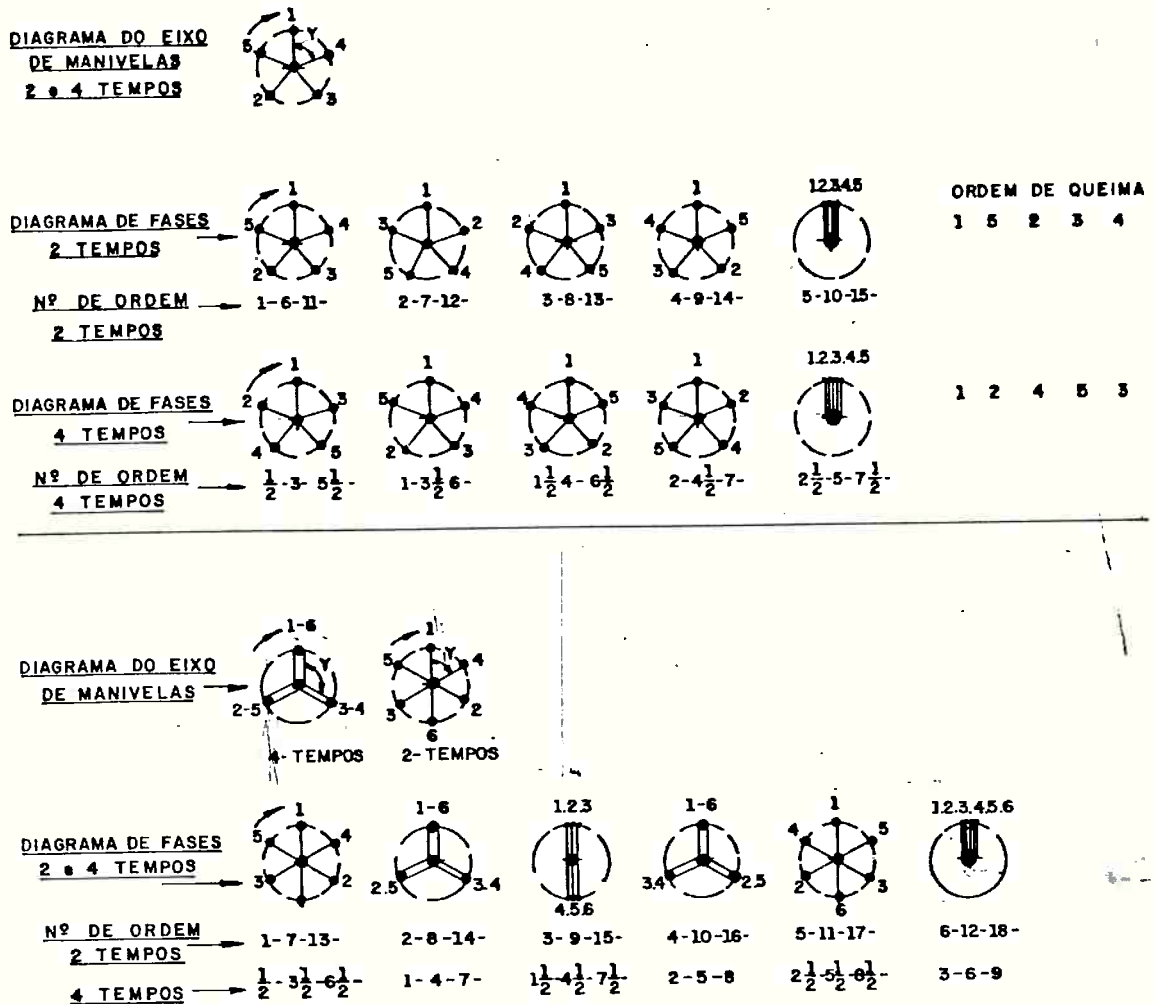 DIAGRAMA DO EIXO
DE MANIVELAS
2 e 4 TEMPOS
1
5 Y 4
2 3
DIAGRAMA DE FASES
2 TEMPOS
1 1 1 1 1.2.3.4.5
5 4 3 2 2 3 4 5
2 3 5 4 4 5 3 2
ORDEM DE QUEIMA
1 5 2 3 4
Nº DE ORDEM
2 TEMPOS
1-6-11- 2-7-12- 3-8-13- 4-9-14- 5-10-15-
DIAGRAMA DE FASES
4 TEMPOS
1 1 1 1 1.2.3.4.5
2 3 5 4 4 5 3 2
4 5 2 3 3 2 5 4
1 2 4 5 3
Nº DE ORDEM
4 TEMPOS
1/2-3-5 1/2- 1-3 1/2 6- 1 1/2 4-6 1/2 2-4 1/2-7- 2 1/2-5-7 1/2-
DIAGRAMA DO EIXO
DE MANIVELAS
1-6 1
Y 5 Y 4
2-5 3-4 3 2
6
4-TEMPOS 2-TEMPOS
DIAGRAMA DE FASES
2 e 4 TEMPOS
1 1-6 1.2.3 1-6 1 1.2.3.4.5.6
5 4 4 5
3 2 2.5 3.4 3.4 2.5 2 3
4.5.6 6
Nº DE ORDEM
2 TEMPOS
1-7-13- 2-8-14- 3-9-15- 4-10-16- 5-11-17- 6-12-18-
4 TEMPOS
1/2-3 1/2-6 1/2- 1-4-7- 1 1/2-4 1/2-7 1/2- 2-5-8 2 1/2-5 1/2-8 1/2- 3-6-9